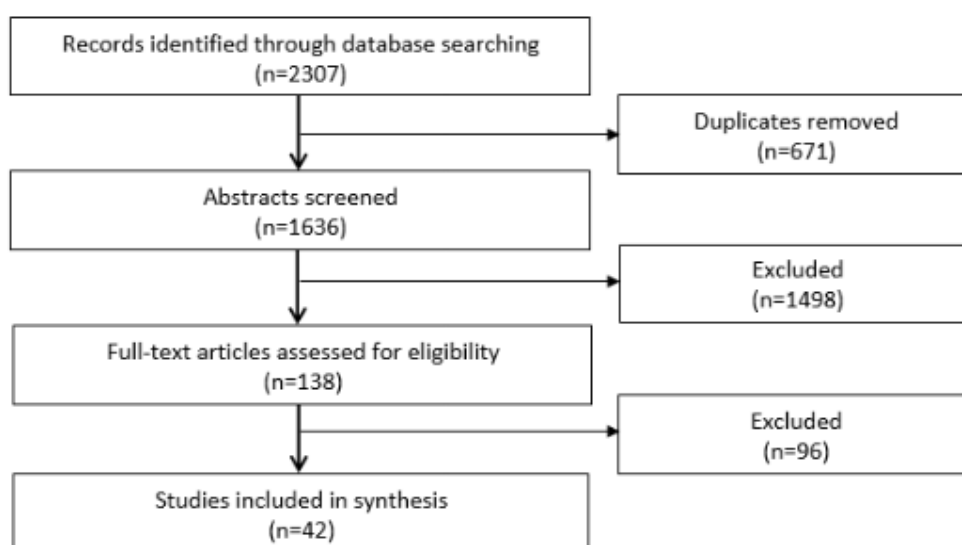 Records identified through database searching
(n=2307)
Duplicates removed
(n=671)
Abstracts screened
(n=1636)
Excluded
(n=1498)
Full-text articles assessed for eligibility
(n=138)
Excluded
(n=96)
Studies included in synthesis
(n=42)